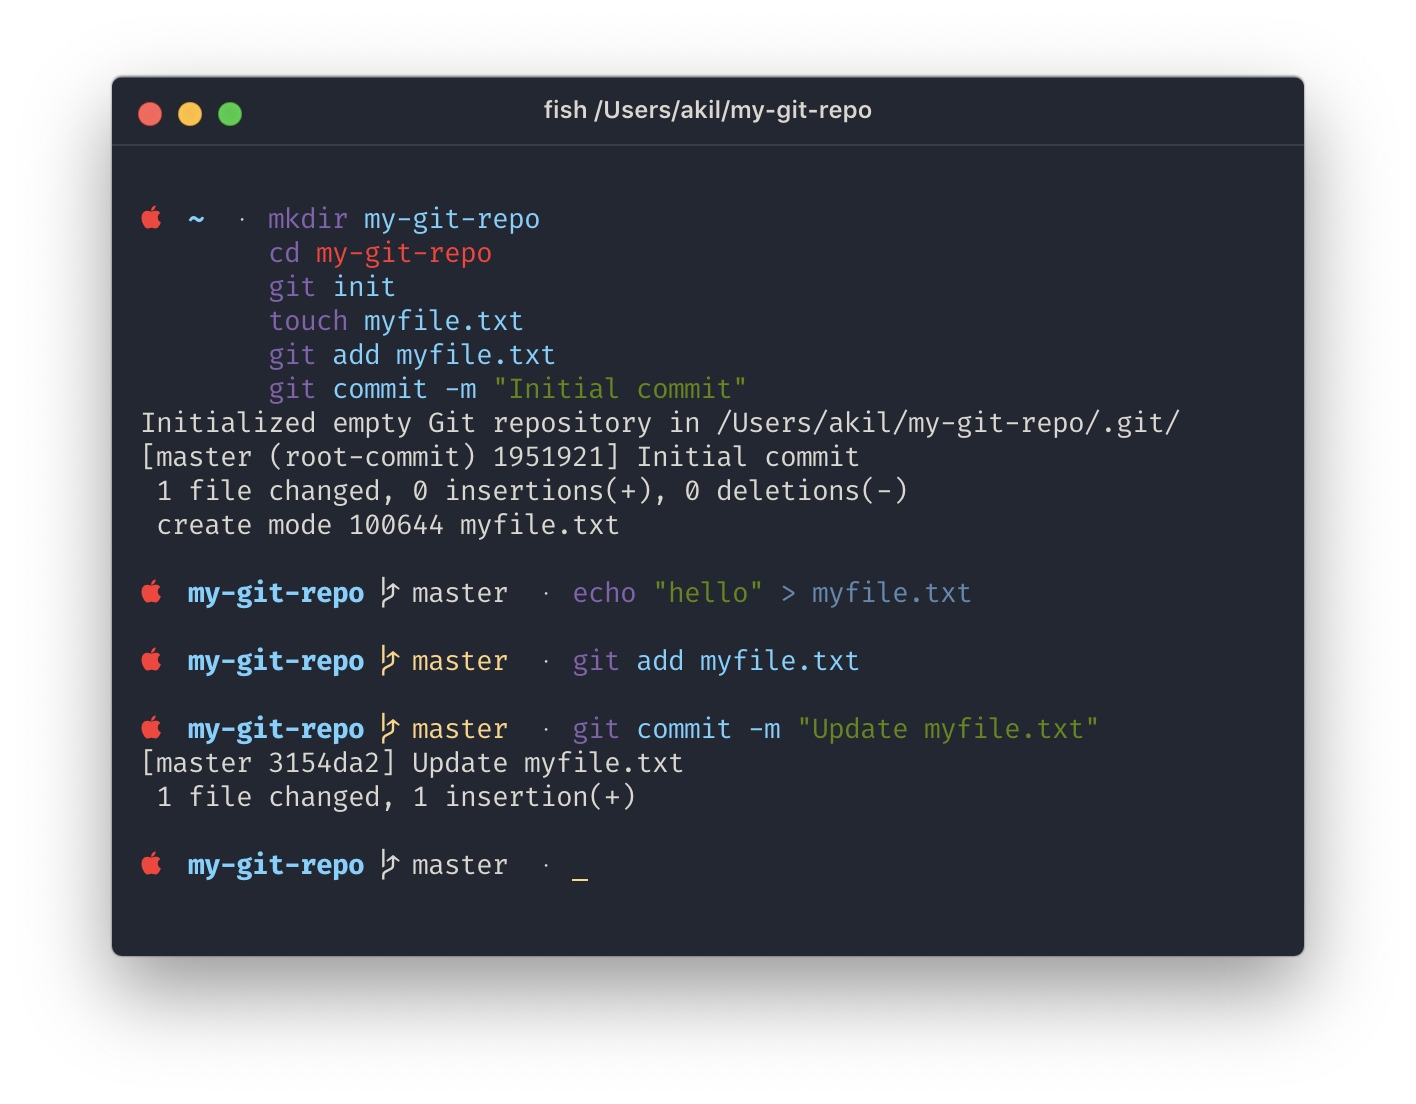 fish /Users/akil/my-git-repo
~ · mkdir my-git-repo
cd my-git-repo
git init
touch myfile.txt
git add myfile.txt
git commit -m "Initial commit"
Initialized empty Git repository in /Users/akil/my-git-repo/.git/
[master (root-commit) 1951921] Initial commit
1 file changed, 0 insertions(+), 0 deletions(-)
create mode 100644 myfile.txt
my-git-repo master · echo "hello" > myfile.txt
my-git-repo master · git add myfile.txt
my-git-repo master · git commit -m "Update myfile.txt"
[master 3154da2] Update myfile.txt
1 file changed, 1 insertion(+)
my-git-repo master · _